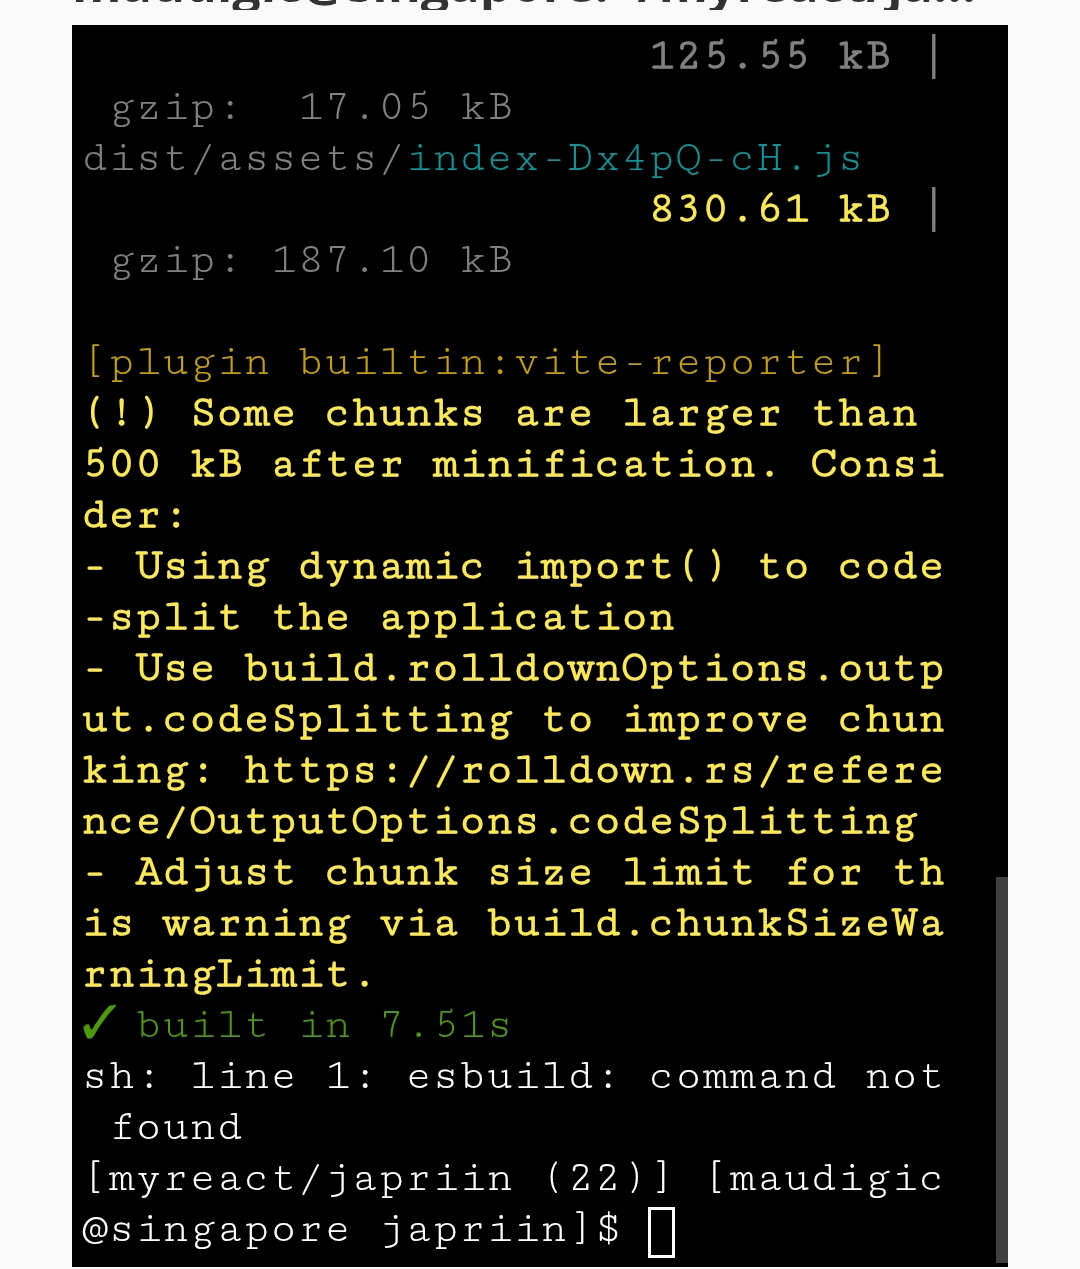 125.55 kB |
gzip: 17.05 kB
dist/assets/index-Dx4pQ-cH.js
830.61 kB |
gzip: 187.10 kB
[plugin builtin:vite-reporter]
(!) Some chunks are larger than
500 kB after minification. Consi
der:
- Using dynamic import() to code
-split the application
- Use build.rolldownOptions.outp
ut.codeSplitting to improve chun
king: https://rolldown.rs/refere
nce/OutputOptions.codeSplitting
- Adjust chunk size limit for th
is warning via build.chunkSizeWa
rningLimit.
✓ built in 7.51s
sh: line 1: esbuild: command not
found
[myreact/japriin (22)] [maudigic
@singapore japriin]$